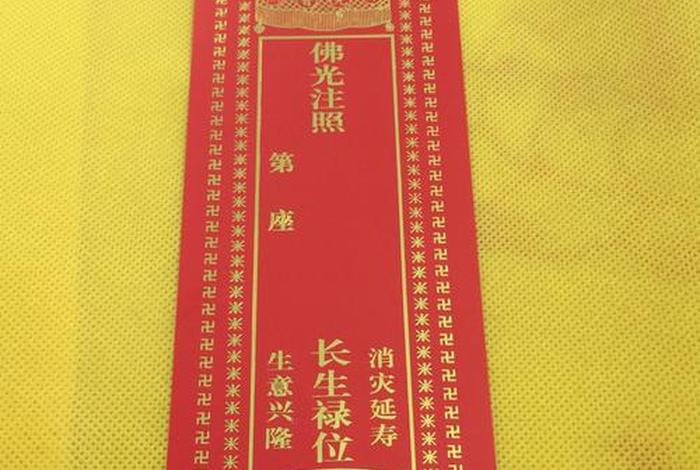 佛光注照
长生禄位
消灾延寿
第 座
生意兴隆